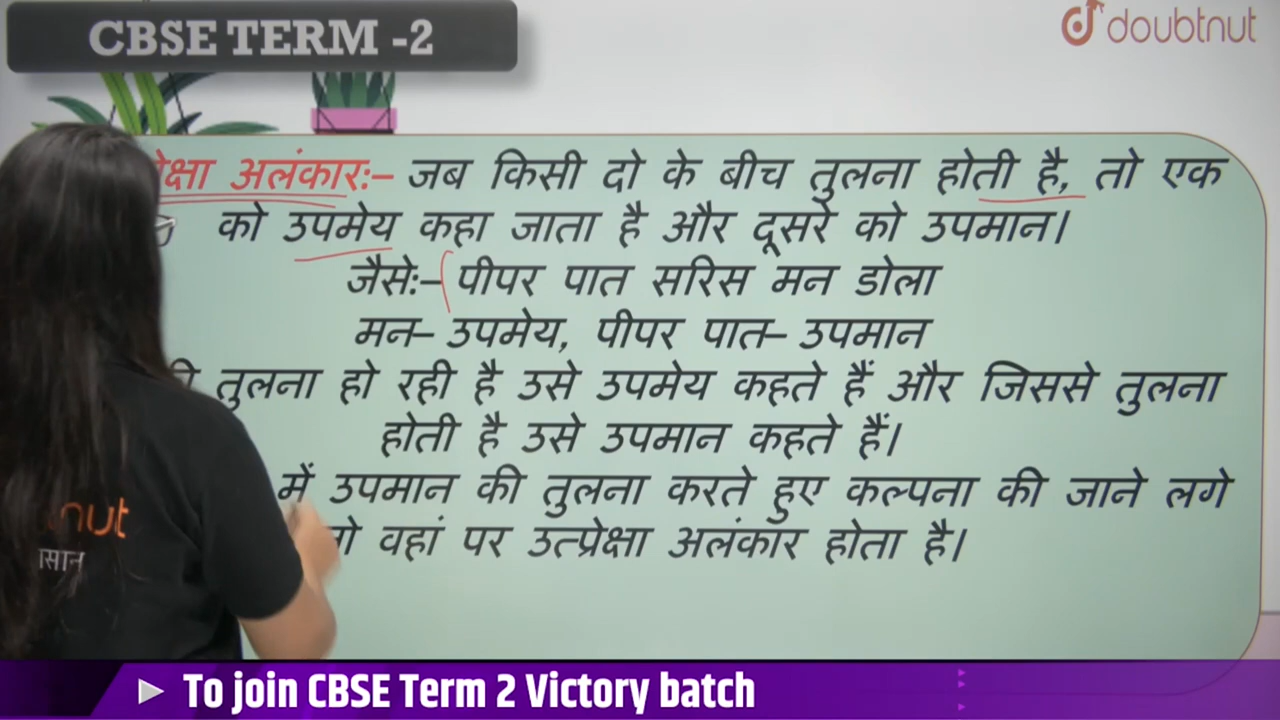 CBSE TERM -2
doubtnut
अलंकारः– जब किसी दो के बीच तुलना होती है, तो एक
को उपमेय कहा जाता है और दूसरे को उपमान।
जैसेः– पीपर पात सरिस मन डोला
मन– उपमेय, पीपर पात– उपमान
तुलना हो रही है उसे उपमेय कहते हैं और जिससे तुलना
होती है उसे उपमान कहते हैं।
में उपमान की तुलना करते हुए कल्पना की जाने लगे
वहां पर उत्प्रेक्षा अलंकार होता है।
To join CBSE Term 2 Victory batch